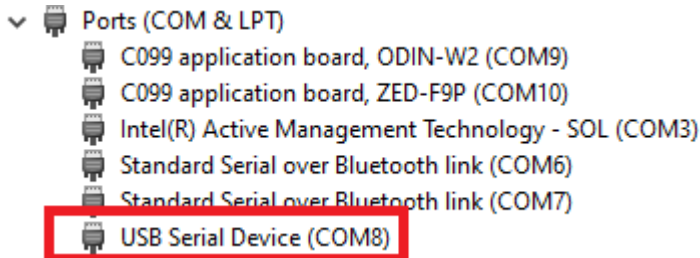 Ports (COM & LPT)
C099 application board, ODIN-W2 (COM9)
C099 application board, ZED-F9P (COM10)
Intel(R) Active Management Technology - SOL (COM3)
Standard Serial over Bluetooth link (COM6)
Standard Serial over Bluetooth link (COM7)
USB Serial Device (COM8)